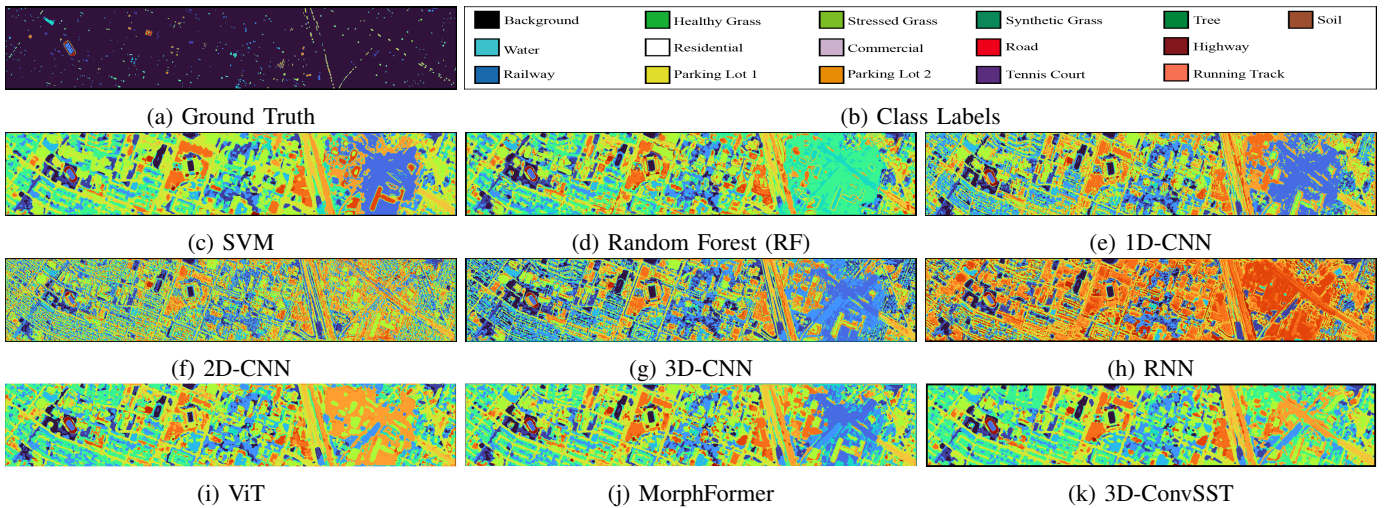 Background Healthy Grass Stressed Grass Synthetic Grass Tree Soil
Water Residential Commercial Road Highway
Railway Parking Lot 1 Parking Lot 2 Tennis Court Running Track
(a) Ground Truth (b) Class Labels
(c) SVM (d) Random Forest (RF) (e) 1D-CNN
(f) 2D-CNN (g) 3D-CNN (h) RNN
(i) ViT (j) MorphFormer (k) 3D-ConvSST